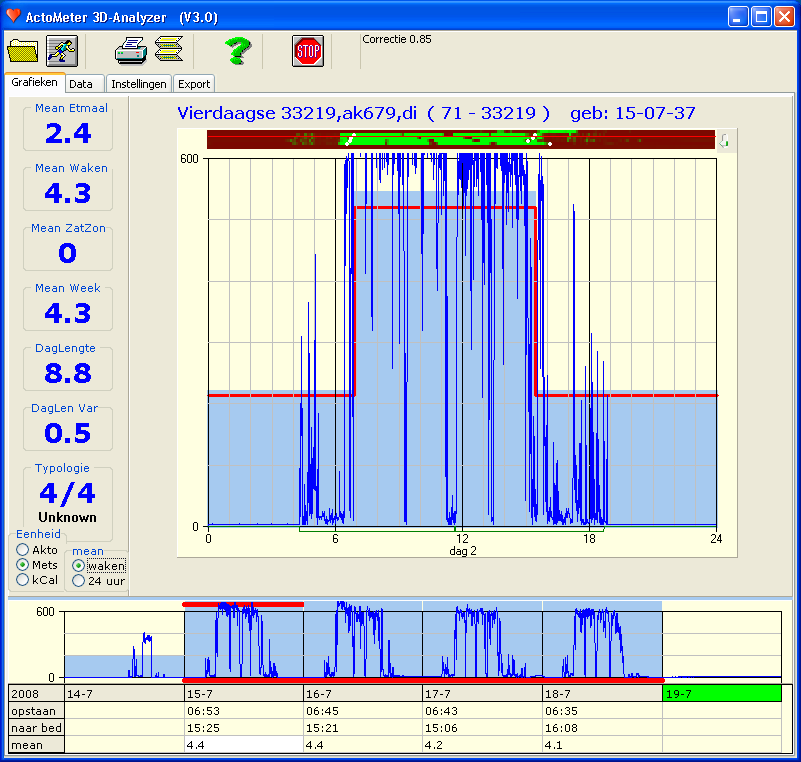 ActoMeter 3D-Analyzer (V3.0)
STOP
Correctie 0.85
Grafieken Data Instellingen Export
Mean Etmaal
2.4
Mean Waken
4.3
Mean ZatZon
0
Mean Week
4.3
DagLengte
8.8
DagLen Var
0.5
Typologie
4/4
Unknown
Eenheid
Akto
Mets
kCal
mean
waken
24 uur
Vierdaagse 33219,ak679,di ( 71 - 33219 ) geb: 15-07-37
600
0
0 6 12 18 24
dag 2
600
0
2008 14-7 15-7 16-7 17-7 18-7 19-7
opstaan 06:53 06:45 06:43 06:35
naar bed 15:25 15:21 15:06 16:08
mean 4.4 4.4 4.2 4.1